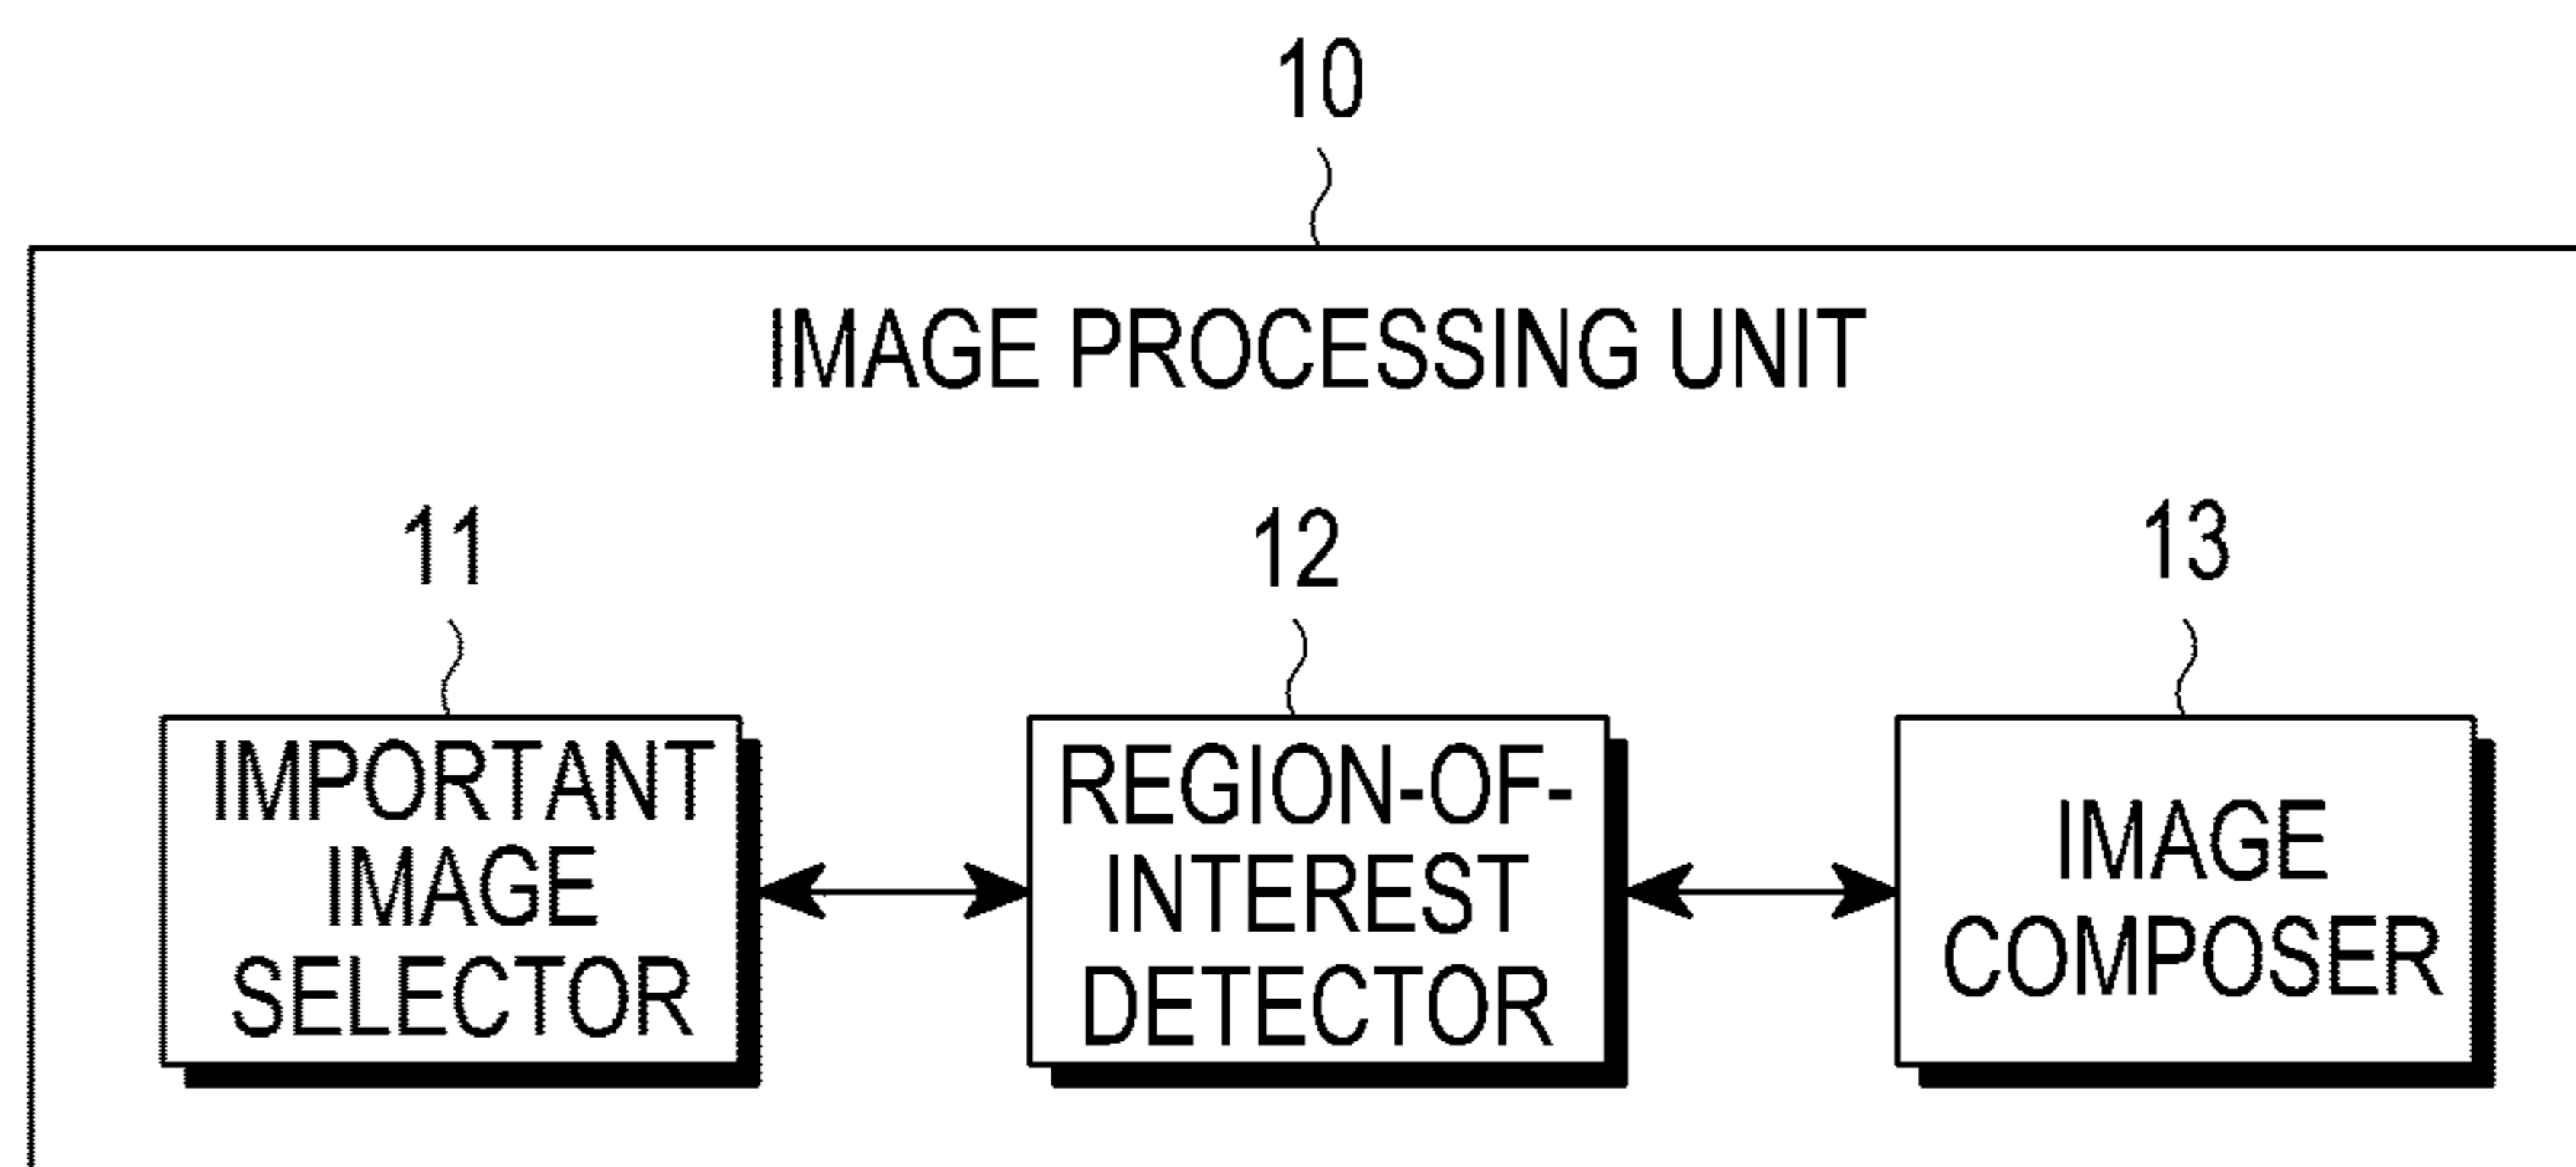 10
IMAGE PROCESSING UNIT
11
12
13
IMPORTANT
IMAGE
SELECTOR
REGION-OF-
INTEREST
DETECTOR
IMAGE
COMPOSER